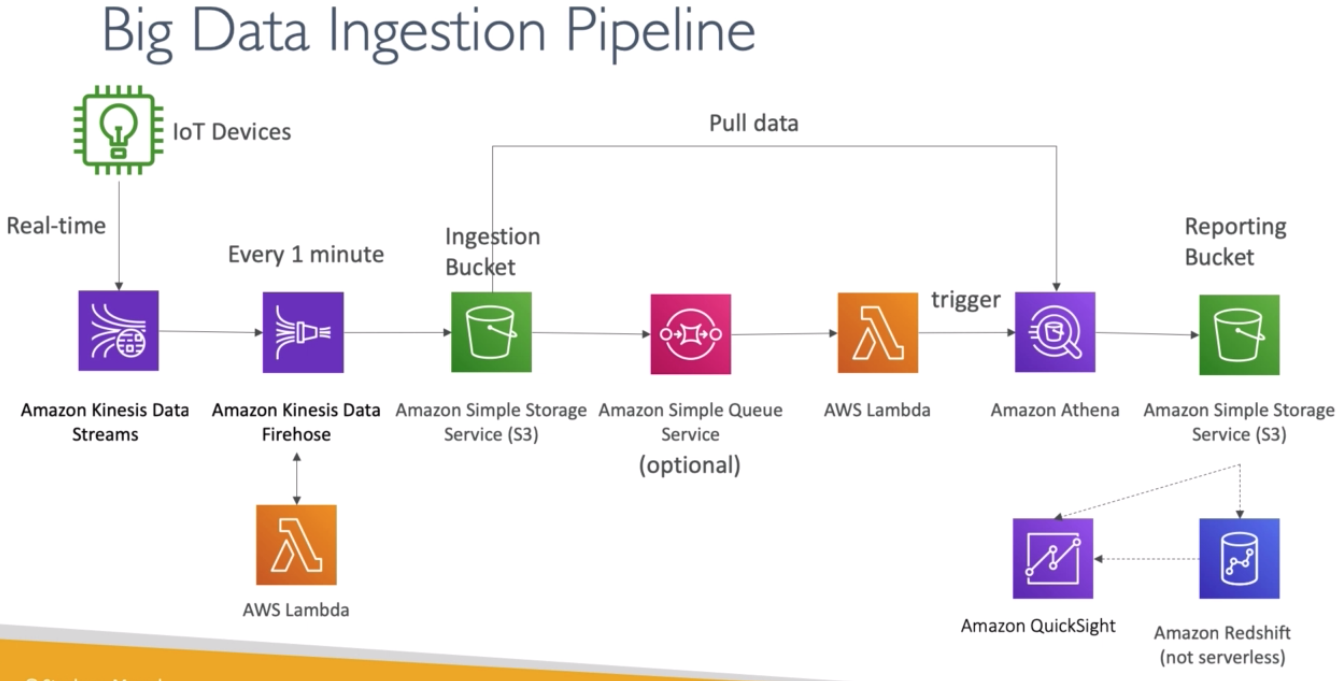 Big Data Ingestion Pipeline
IoT Devices
Pull data
Real-time
Every 1 minute
Ingestion
Bucket
Reporting
Bucket
trigger
Amazon Kinesis Data
Streams
Amazon Kinesis Data
Firehose
Amazon Simple Storage
Service (S3)
Amazon Simple Queue
Service
(optional)
AWS Lambda
Amazon Athena
Amazon Simple Storage
Service (S3)
AWS Lambda
Amazon QuickSight
Amazon Redshift
(not serverless)